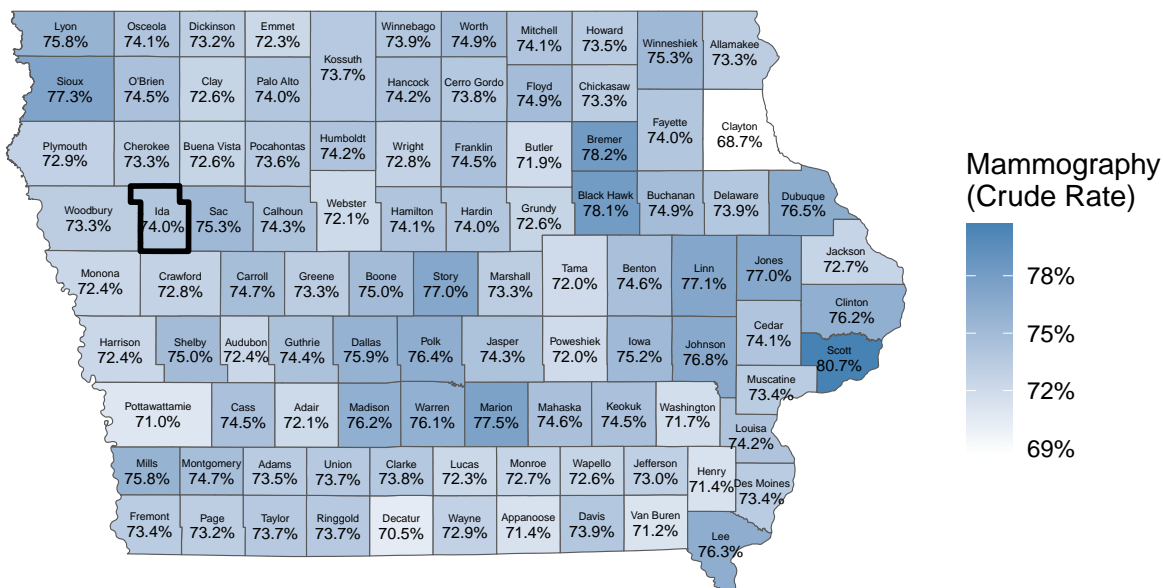 Lyon
75.8%
Osceola
74.1%
Dickinson
73.2%
Emmet
72.3%
Kossuth
73.7%
Winnebago
73.9%
Worth
74.9%
Mitchell
74.1%
Howard
73.5%
Winneshiek
75.3%
Allamakee
73.3%
Sioux
77.3%
O'Brien
74.5%
Clay
72.6%
Palo Alto
74.0%
Hancock
74.2%
Cerro Gordo
73.8%
Floyd
74.9%
Chickasaw
73.3%
Fayette
74.0%
Clayton
68.7%
Plymouth
72.9%
Cherokee
73.3%
Buena Vista
72.6%
Pocahontas
73.6%
Humboldt
74.2%
Wright
72.8%
Franklin
74.5%
Butler
71.9%
Bremer
78.2%
Woodbury
73.3%
Ida
74.0%
Sac
75.3%
Calhoun
74.3%
Webster
72.1%
Hamilton
74.1%
Hardin
74.0%
Grundy
72.6%
Black Hawk
78.1%
Buchanan
74.9%
Delaware
73.9%
Dubuque
76.5%
Monona
72.4%
Crawford
72.8%
Carroll
74.7%
Greene
73.3%
Boone
75.0%
Story
77.0%
Marshall
73.3%
Tama
72.0%
Benton
74.6%
Linn
77.1%
Jones
77.0%
Jackson
72.7%
Clinton
76.2%
Harrison
72.4%
Shelby
75.0%
Audubon
72.4%
Guthrie
74.4%
Dallas
75.9%
Polk
76.4%
Jasper
74.3%
Poweshiek
72.0%
Iowa
75.2%
Johnson
76.8%
Cedar
74.1%
Scott
80.7%
Muscatine
73.4%
Pottawattamie
71.0%
Cass
74.5%
Adair
72.1%
Madison
76.2%
Warren
76.1%
Marion
77.5%
Mahaska
74.6%
Keokuk
74.5%
Washington
71.7%
Louisa
74.2%
Mills
75.8%
Montgomery
74.7%
Adams
73.5%
Union
73.7%
Clarke
73.8%
Lucas
72.3%
Monroe
72.7%
Wapello
72.6%
Jefferson
73.0%
Henry
71.4%
Des Moines
73.4%
Fremont
73.4%
Page
73.2%
Taylor
73.7%
Ringgold
73.7%
Decatur
70.5%
Wayne
72.9%
Appanoose
71.4%
Davis
73.9%
Van Buren
71.2%
Lee
76.3%
Mammography
(Crude Rate)
78%
75%
72%
69%